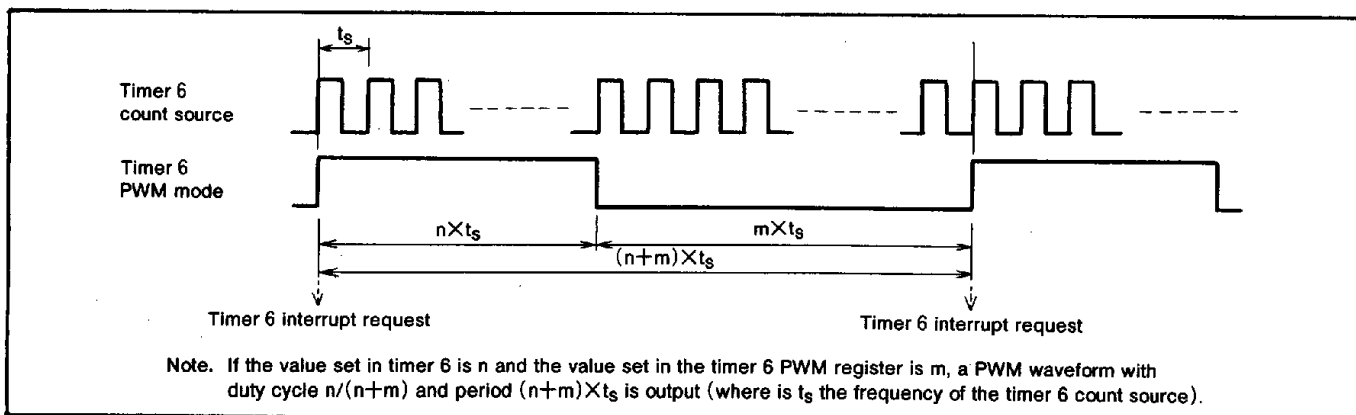 tS
Timer 6
count source
Timer 6
PWM mode
n×tS
m×tS
(n+m)×tS
Timer 6 interrupt request
Timer 6 interrupt request
Note. If the value set in timer 6 is n and the value set in the timer 6 PWM register is m, a PWM waveform with
duty cycle n/(n+m) and period (n+m)×tS is output (where is tS the frequency of the timer 6 count source).